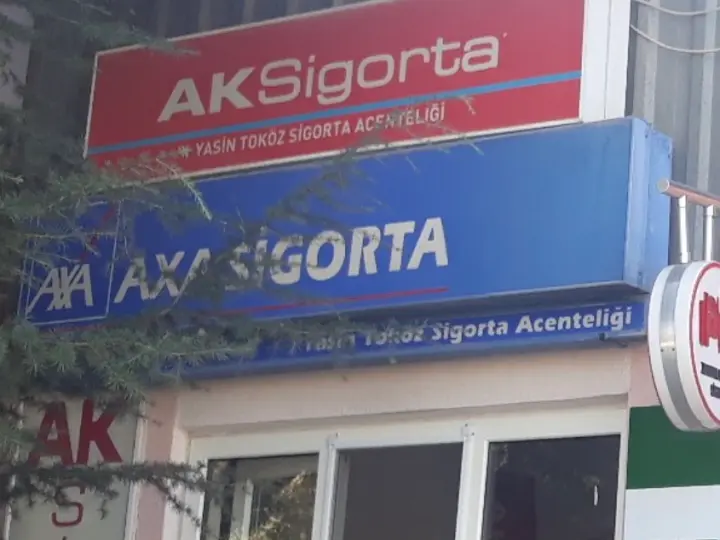 AKSigorta
YASİN TOKÖZ SİGORTA ACENTELİĞİ
AXA AXA SİGORTA
Yasin Toköz Sigorta Acenteliği
AK
S